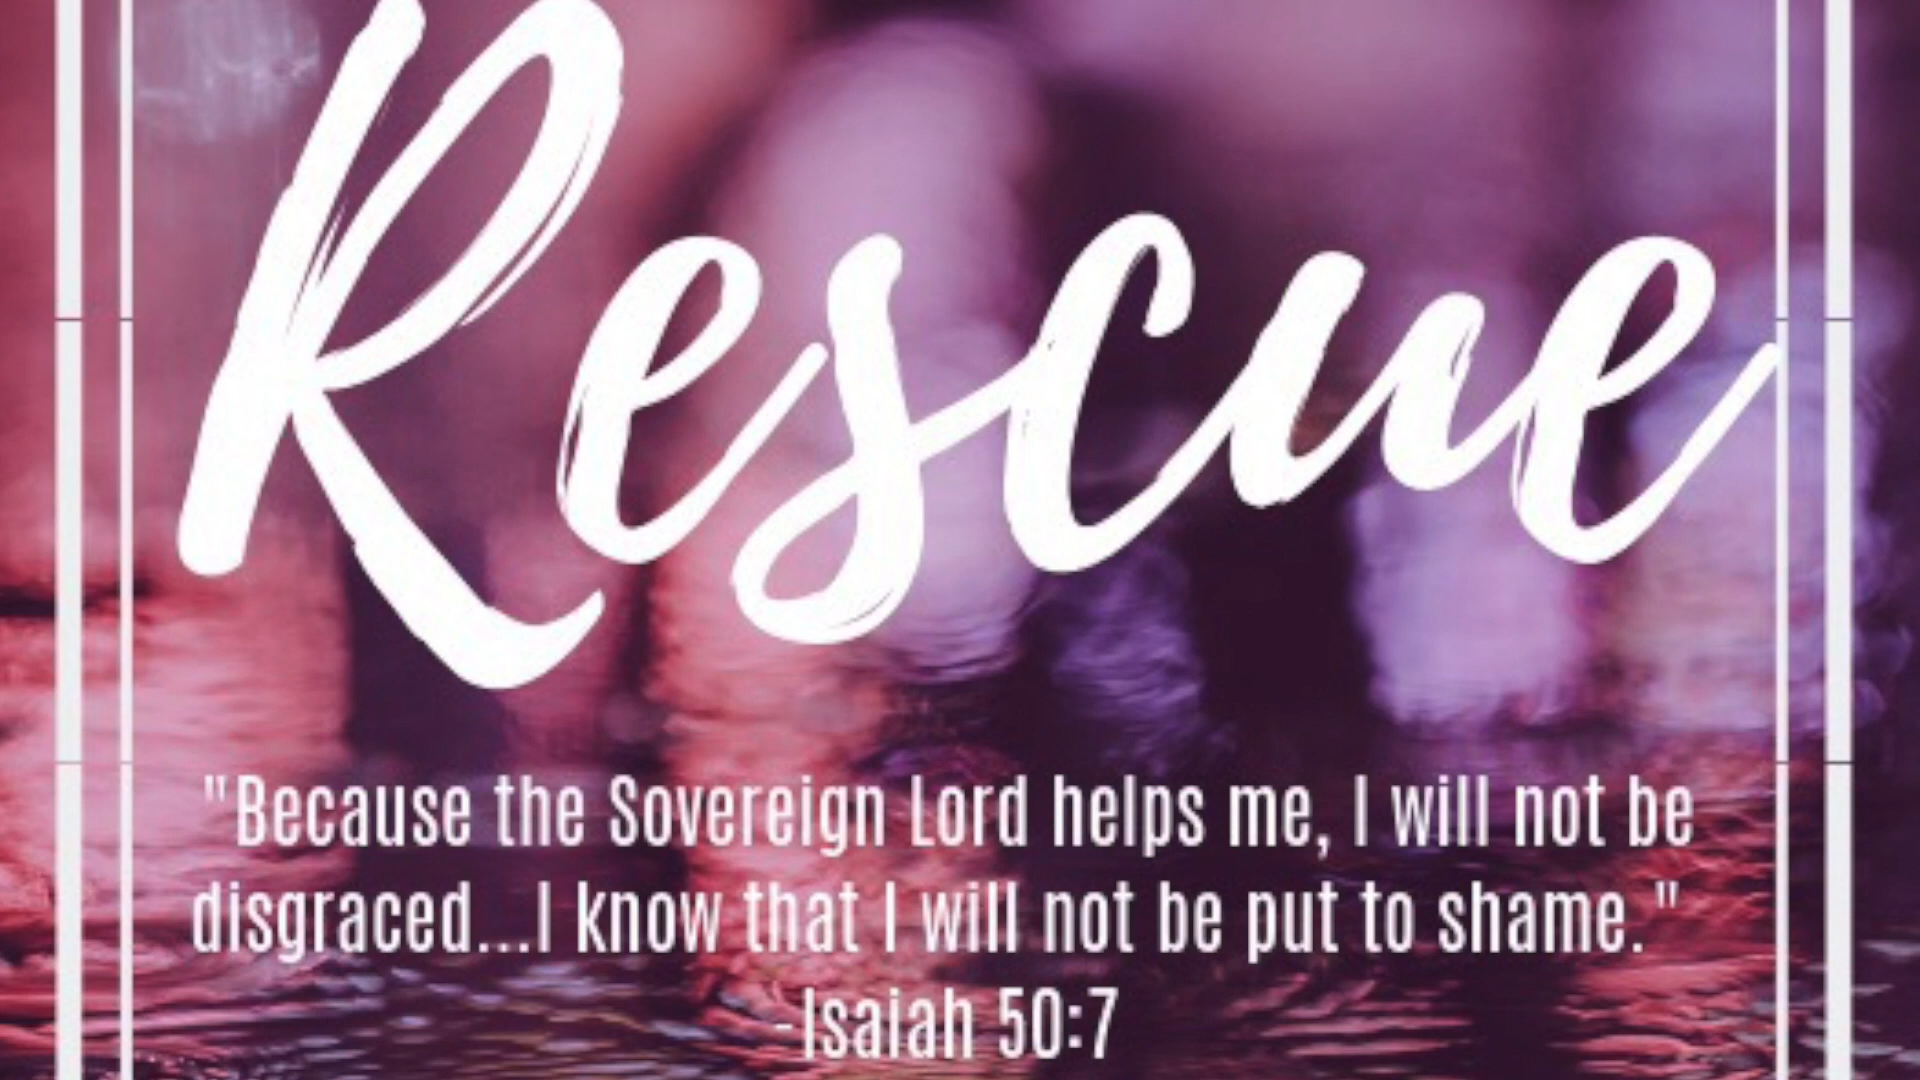 Rescue
"Because the Sovereign Lord helps me, I will not be
disgraced...I know that I will not be put to shame."
-Isaiah 50:7